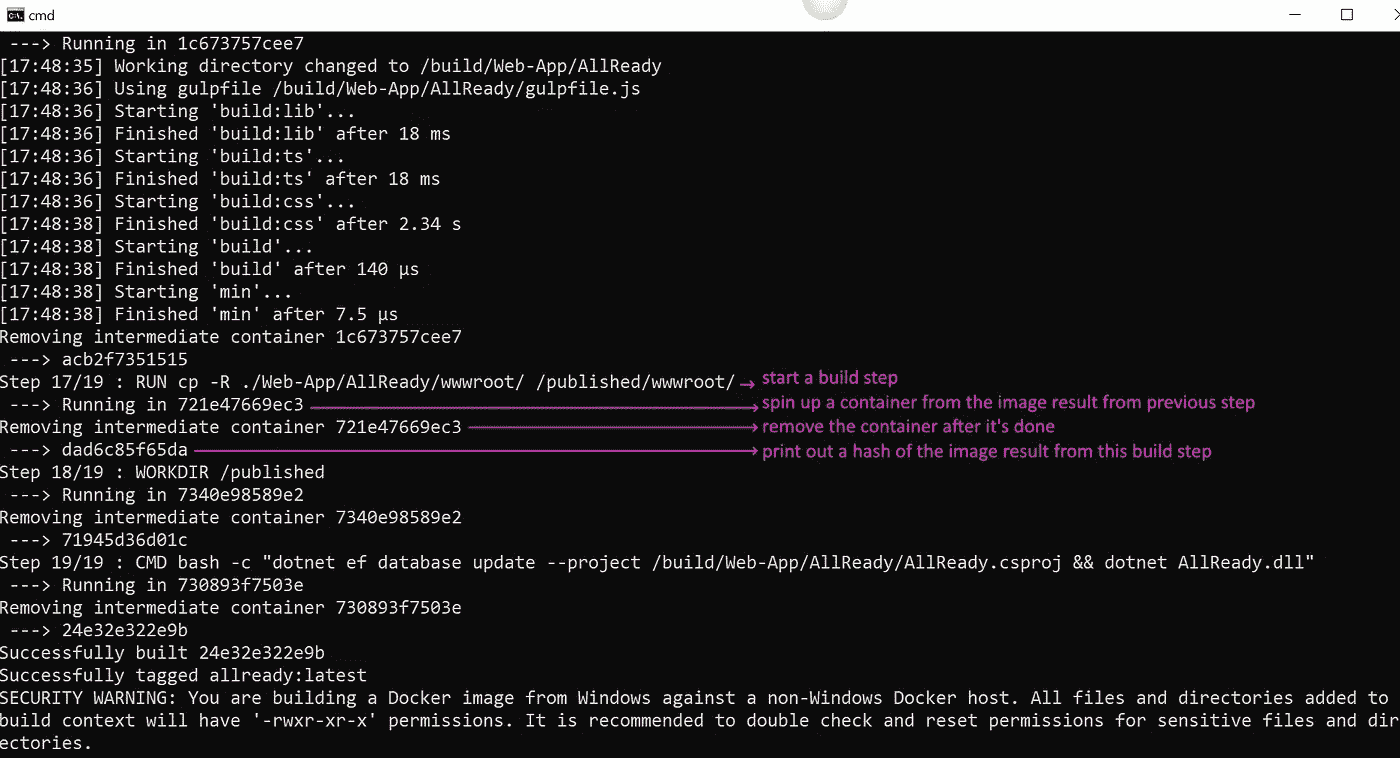 cmd
---> Running in 1c673757cee7
[17:48:35] Working directory changed to /build/Web-App/AllReady
[17:48:36] Using gulpfile /build/Web-App/AllReady/gulpfile.js
[17:48:36] Starting 'build:lib'...
[17:48:36] Finished 'build:lib' after 18 ms
[17:48:36] Starting 'build:ts'...
[17:48:36] Finished 'build:ts' after 18 ms
[17:48:36] Starting 'build:css'...
[17:48:38] Finished 'build:css' after 2.34 s
[17:48:38] Starting 'build'...
[17:48:38] Finished 'build' after 140 µs
[17:48:38] Starting 'min'...
[17:48:38] Finished 'min' after 7.5 µs
Removing intermediate container 1c673757cee7
---> acb2f7351515
Step 17/19 : RUN cp -R ./Web-App/AllReady/wwwroot/ /published/wwwroot/ start a build step
---> Running in 721e47669ec3 spin up a container from the image result from previous step
Removing intermediate container 721e47669ec3 remove the container after it's done
---> dad6c85f65da print out a hash of the image result from this build step
Step 18/19 : WORKDIR /published
---> Running in 7340e98589e2
Removing intermediate container 7340e98589e2
---> 71945d36d01c
Step 19/19 : CMD bash -c "dotnet ef database update --project /build/Web-App/AllReady/AllReady.csproj && dotnet AllReady.dll"
---> Running in 730893f7503e
Removing intermediate container 730893f7503e
---> 24e32e322e9b
Successfully built 24e32e322e9b
Successfully tagged allready:latest
SECURITY WARNING: You are building a Docker image from Windows against a non-Windows Docker host. All files and directories added to
build context will have '-rwxr-xr-x' permissions. It is recommended to double check and reset permissions for sensitive files and dir
ectories.